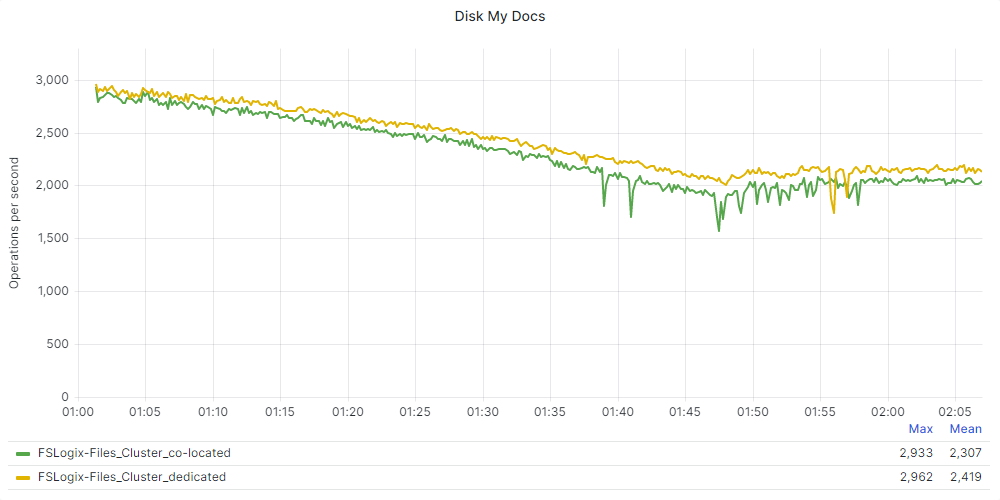 Disk My Docs
Operations per second
3,000
2,500
2,000
1,500
1,000
500
0
01:00 01:05 01:10 01:15 01:20 01:25 01:30 01:35 01:40 01:45 01:50 01:55 02:00 02:05
Max Mean
FSLogix-Files_Cluster_co-located 2,933 2,307
FSLogix-Files_Cluster_dedicated 2,962 2,419